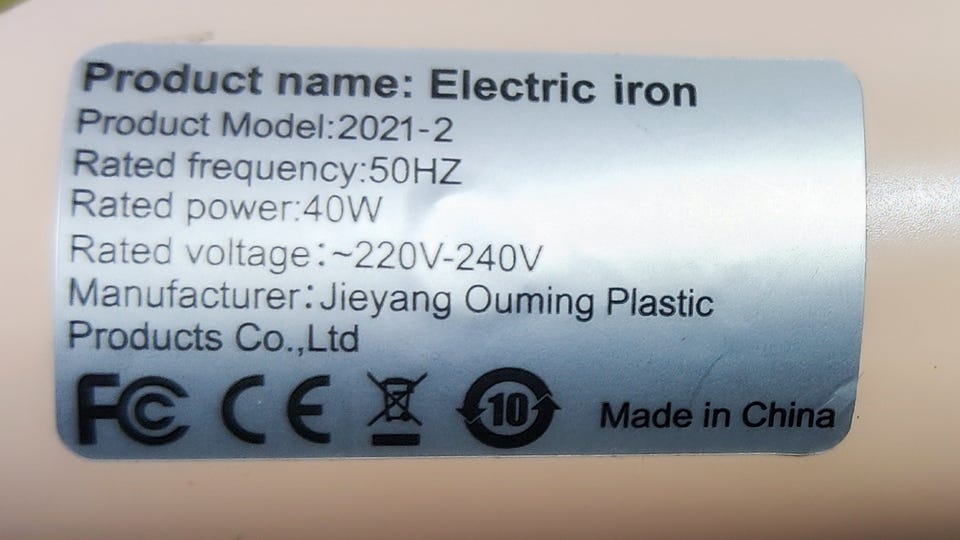 Product name: Electric iron
Product Model:2021-2
Rated frequency:50HZ
Rated power:40W
Rated voltage:~220V-240V
Manufacturer:Jieyang Ouming Plastic
Products Co.,Ltd
FC CE 10 Made in China